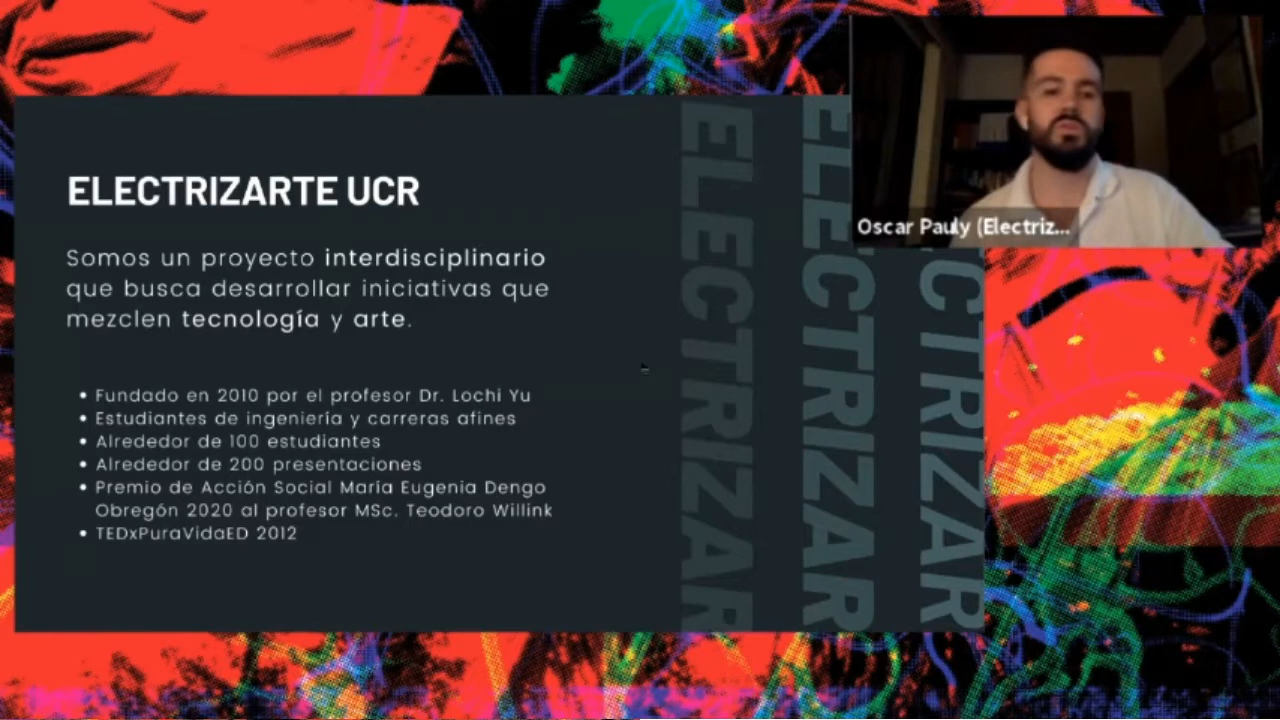 ELECTRIZARTE UCR
Somos un proyecto interdisciplinario
que busca desarrollar iniciativas que
mezclen tecnología y arte.
• Fundado en 2010 por el profesor Dr. Lochi Yu
• Estudiantes de ingeniería y carreras afines
• Alrededor de 100 estudiantes
• Alrededor de 200 presentaciones
• Premio de Acción Social María Eugenia Dengo
Obregón 2020 al profesor MSc. Teodoro Willink
• TEDxPuraVidaED 2012
ELECTRIZAR
ELECTRIZAR
CTRIZAR
Oscar Pauly (Electriz...